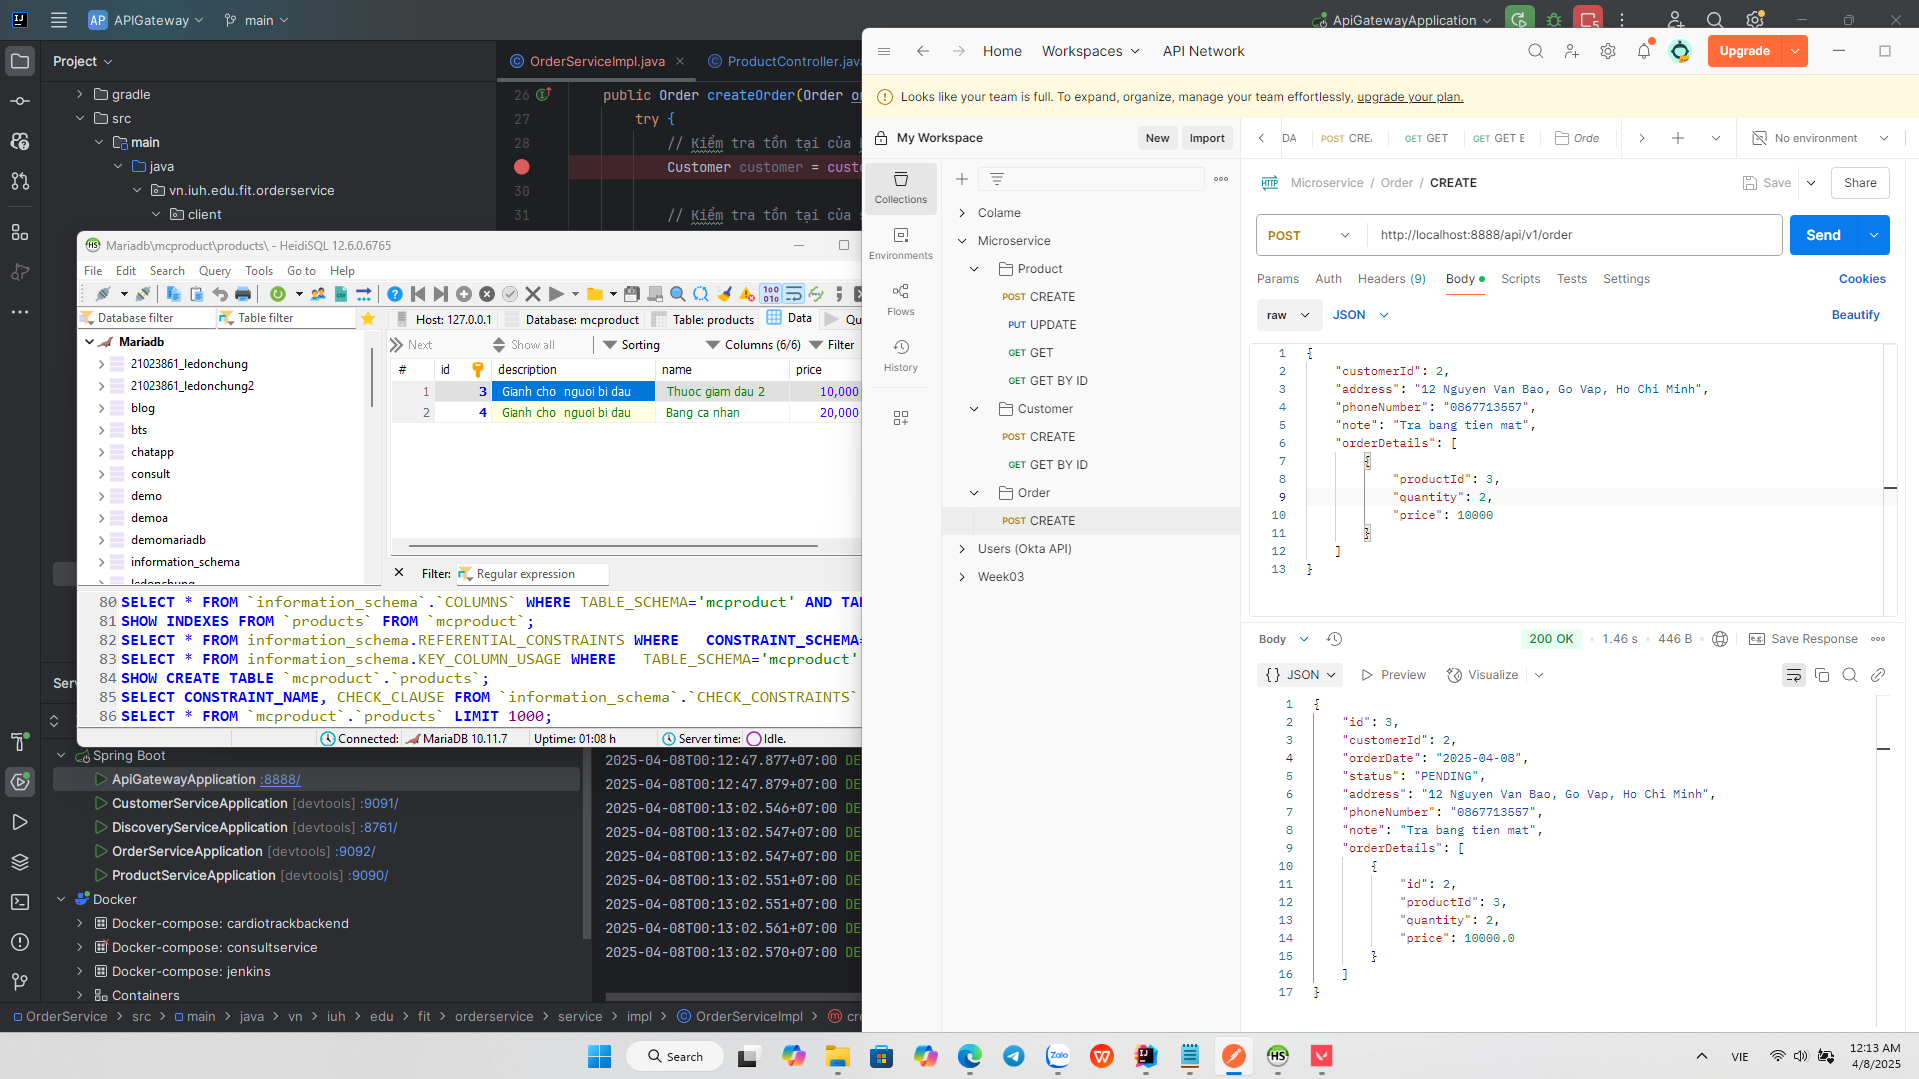 AP APIGateway main
ApiGatewayApplication
Project
OrderServiceImpl.java
ProductController.java
gradle
src
main
java
vn.iuh.edu.fit.orderservice
client
26 public Order createOrder(Order
27 try {
28 // Kiểm tra tồn tại của
Customer customer =
30
31 // Kiểm tra tồn tại của
Mariadb\mcproduct\products\ - HeidiSQL 12.6.0.6765
File Edit Search Query Tools Go to Help
Database filter Table filter
Host: 127.0.0.1 Database: mcproduct Table: products Data
Next Show all Sorting Columns (6/6) Filter
# id description name price
1 3 Gianh cho nguoi bi dau Thuoc giam dau 2 10,000
2 4 Gianh cho nguoi bi dau Bang ca nhan 20,000
Mariadb
21023861_ledonchung
21023861_ledonchung2
blog
bts
chatapp
consult
demo
demoa
demomariadb
information_schema
ledonchung
Filter: Regular expression
80 SELECT * FROM `information_schema`.`COLUMNS` WHERE TABLE_SCHEMA='mcproduct' AND
81 SHOW INDEXES FROM `products` FROM `mcproduct`;
82 SELECT * FROM information_schema.REFERENTIAL_CONSTRAINTS WHERE CONSTRAINT_SCHEMA=
83 SELECT * FROM information_schema.KEY_COLUMN_USAGE WHERE TABLE_SCHEMA='mcproduct'
84 SHOW CREATE TABLE `mcproduct`.`products`;
85 SELECT CONSTRAINT_NAME, CHECK_CLAUSE FROM `information_schema`.`CHECK_CONSTRAINTS`
86 SELECT * FROM `mcproduct`.`products` LIMIT 1000;
Connected: MariaDB 10.11.7 Uptime: 01:08 h Server time: Idle.
Spring Boot
ApiGatewayApplication :8888/
CustomerServiceApplication [devtools] :9091/
DiscoveryServiceApplication [devtools] :8761/
OrderServiceApplication [devtools] :9092/
ProductServiceApplication [devtools] :9090/
Docker
Docker-compose: cardiotrackbackend
Docker-compose: consultservice
Docker-compose: jenkins
Containers
2025-04-08T00:12:47.877+07:00 DE
2025-04-08T00:12:47.879+07:00 DE
2025-04-08T00:13:02.546+07:00 DE
2025-04-08T00:13:02.547+07:00 DE
2025-04-08T00:13:02.547+07:00 DE
2025-04-08T00:13:02.551+07:00 DE
2025-04-08T00:13:02.551+07:00 DE
2025-04-08T00:13:02.561+07:00 DE
2025-04-08T00:13:02.570+07:00 DE
OrderService > src > main > java > vn > iuh > edu > fit > orderservice > service > impl > OrderServiceImpl >
Home Workspaces API Network
Upgrade
Looks like your team is full. To expand, organize, manage your team effortlessly, upgrade your plan.
My Workspace New Import
Collections
Environments
Flows
History
Colame
Microservice
Product
POST CREATE
PUT UPDATE
GET GET
GET GET BY ID
Customer
POST CREATE
GET GET BY ID
Order
POST CREATE
Users (Okta API)
Week03
POST CRE GET GET GET GET E Orde No environment
HTTP Microservice / Order / CREATE Save Share
POST http://localhost:8888/api/v1/order Send
Params Auth Headers (9) Body Scripts Tests Settings Cookies
raw JSON Beautify
1 {
2 "customerId": 2,
3 "address": "12 Nguyen Van Bao, Go Vap, Ho Chi Minh",
4 "phoneNumber": "0867713557",
5 "note": "Tra bang tien mat",
6 "orderDetails": [
7 {
8 "productId": 3,
9 "quantity": 2,
10 "price": 10000
11 }
12 ]
13 }
Body 200 OK • 1.46 s • 446 B Save Response
{} JSON Preview Visualize
1 {
2 "id": 3,
3 "customerId": 2,
4 "orderDate": "2025-04-08",
5 "status": "PENDING",
6 "address": "12 Nguyen Van Bao, Go Vap, Ho Chi Minh",
7 "phoneNumber": "0867713557",
8 "note": "Tra bang tien mat",
9 "orderDetails": [
10 {
11 "id": 2,
12 "productId": 3,
13 "quantity": 2,
14 "price": 10000.0
15 }
16 ]
17 }
Search
VIE
12:13 AM
4/8/2025